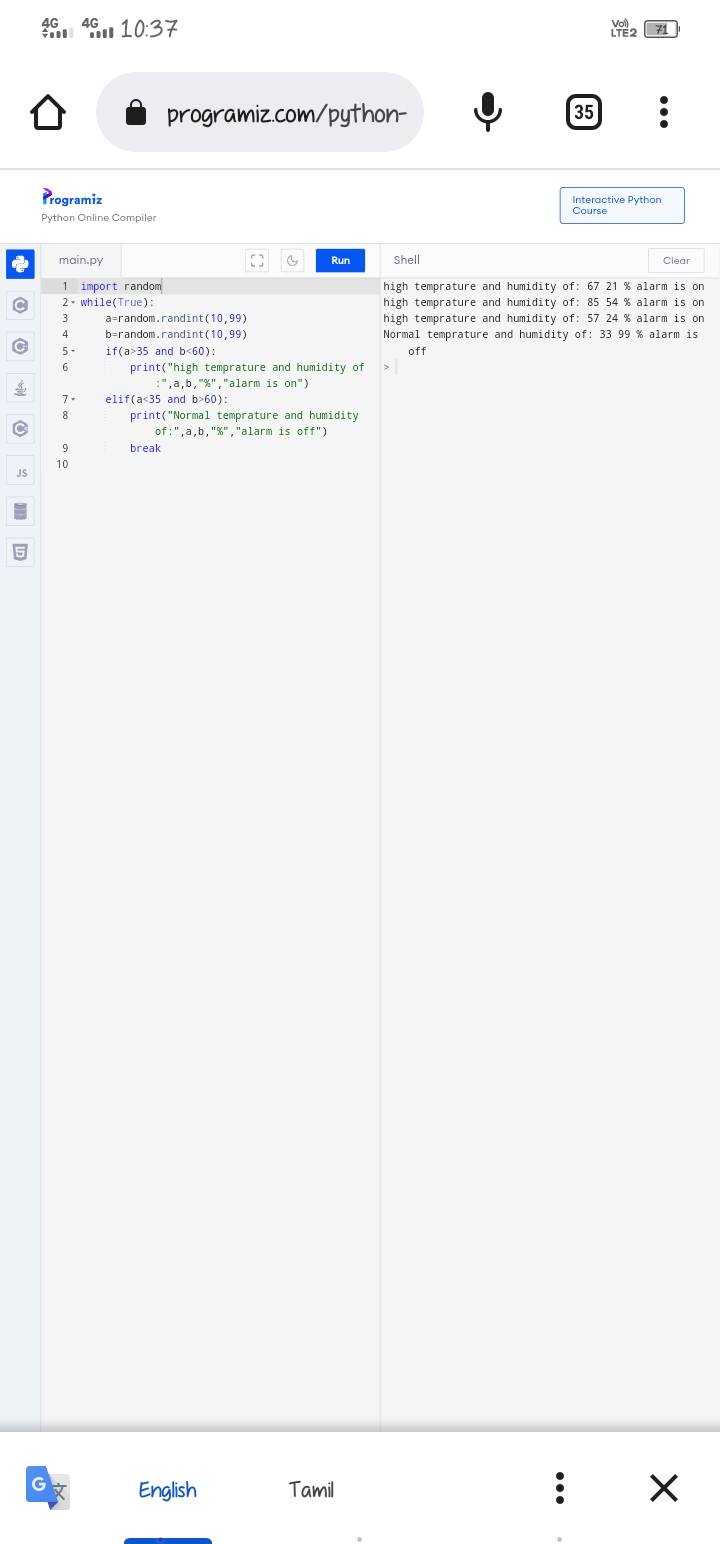 4G 4G 10:37 Vo) LTE2 71
programiz.com/python- 35
Programiz
Python Online Compiler
Interactive Python
Course
main.py Run Shell Clear
1 import random
2 while(True):
3 a=random.randint(10,99)
4 b=random.randint(10,99)
5 if(a>35 and b<60):
6 print("high temprature and humidity of
:",a,b,"%","alarm is on")
7 elif(a<35 and b>60):
8 print("Normal temprature and humidity
of:",a,b,"%","alarm is off")
9 break
10
high temprature and humidity of: 67 21 % alarm is on
high temprature and humidity of: 85 54 % alarm is on
high temprature and humidity of: 57 24 % alarm is on
Normal temprature and humidity of: 33 99 % alarm is
off
>
JS
G 文 English Tamil